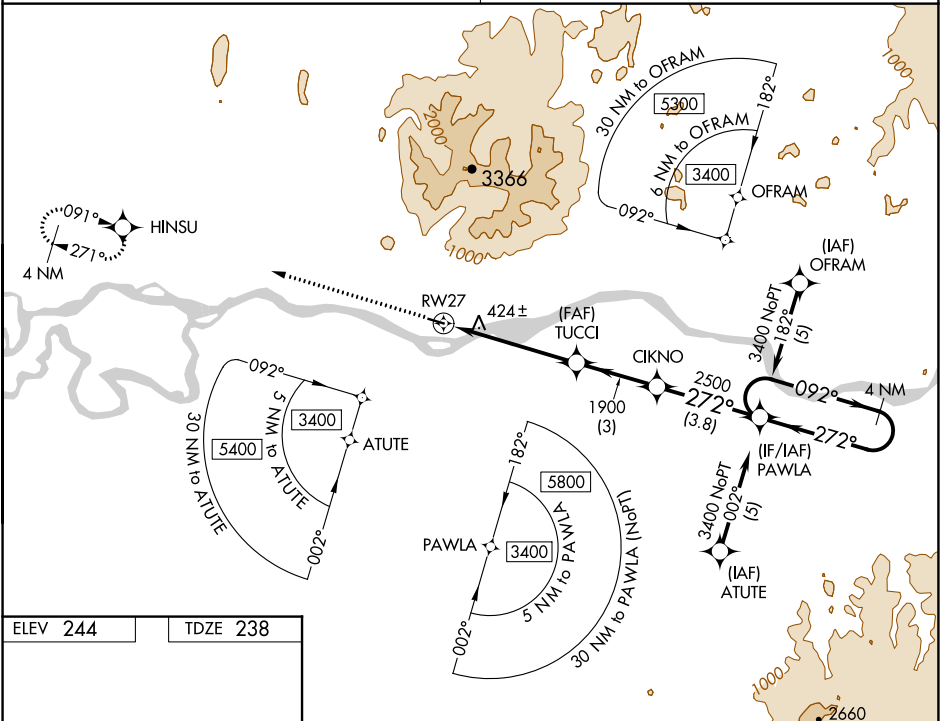 30 NM to OFRAM
5300
182°
6 NM to OFRAM
3400
OFRAM
092°
1000
2000
3366
1000
091°
HINSU
271°
4 NM
RW27
424±
(FAF)
TUCCI
CIKNO
(IAF)
OFRAM
3400 NoPT
182°
(5)
2500
272°
(3.8)
1900
(3)
092°
4 NM
272°
(IF/IAF)
PAWLA
3400 NoPT
002°
(5)
(IAF)
ATUTE
092°
5 NM to ATUTE
3400
5400
30 NM to ATUTE
ATUTE
002°
182°
5800
PAWLA
3400
5 NM to PAWLA
30 NM to PAWLA (NoPT)
002°
ELEV 244
TDZE 238
1000
2660